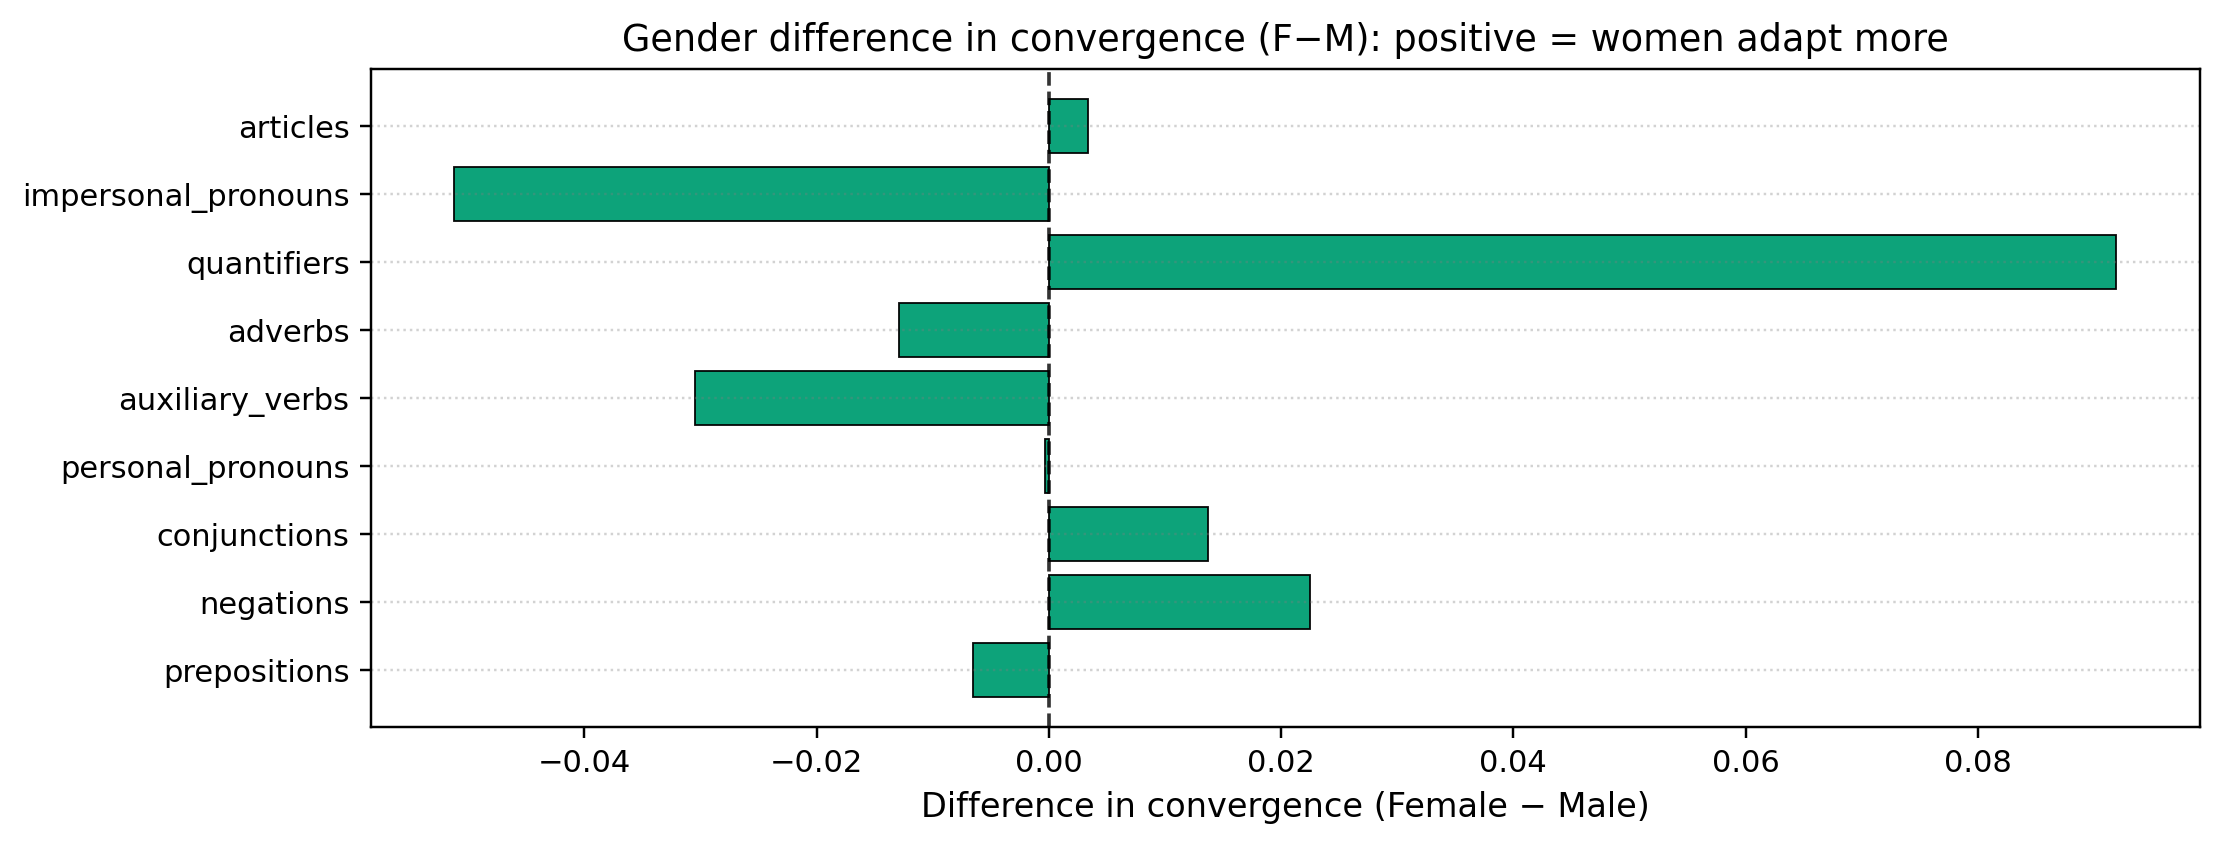 Gender difference in convergence (F−M): positive = women adapt more
articles
impersonal_pronouns
quantifiers
adverbs
auxiliary_verbs
personal_pronouns
conjunctions
negations
prepositions
−0.04 −0.02 0.00 0.02 0.04 0.06 0.08
Difference in convergence (Female − Male)